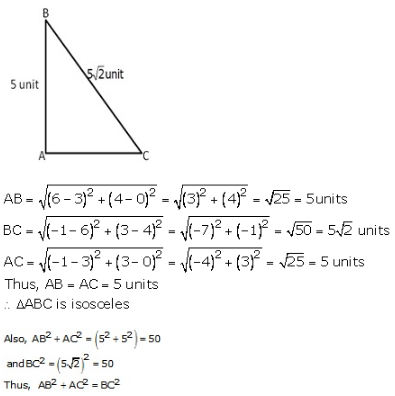 B
5 unit
5√2unit
A
C
AB = √((6 − 3)² + (4 − 0)²) = √((3)² + (4)²) = √25 = 5units
BC = √((−1 − 6)² + (3 − 4)²) = √((−7)² + (−1)²) = √50 = 5√2 units
AC = √((−1 − 3)² + (3 − 0)²) = √((−4)² + (3)²) = √25 = 5 units
Thus, AB = AC = 5 units
∴ ΔABC is isosceles
Also, AB² + AC² = (5² + 5²) = 50
and BC² = (5√2)² = 50
Thus, AB² + AC² = BC²